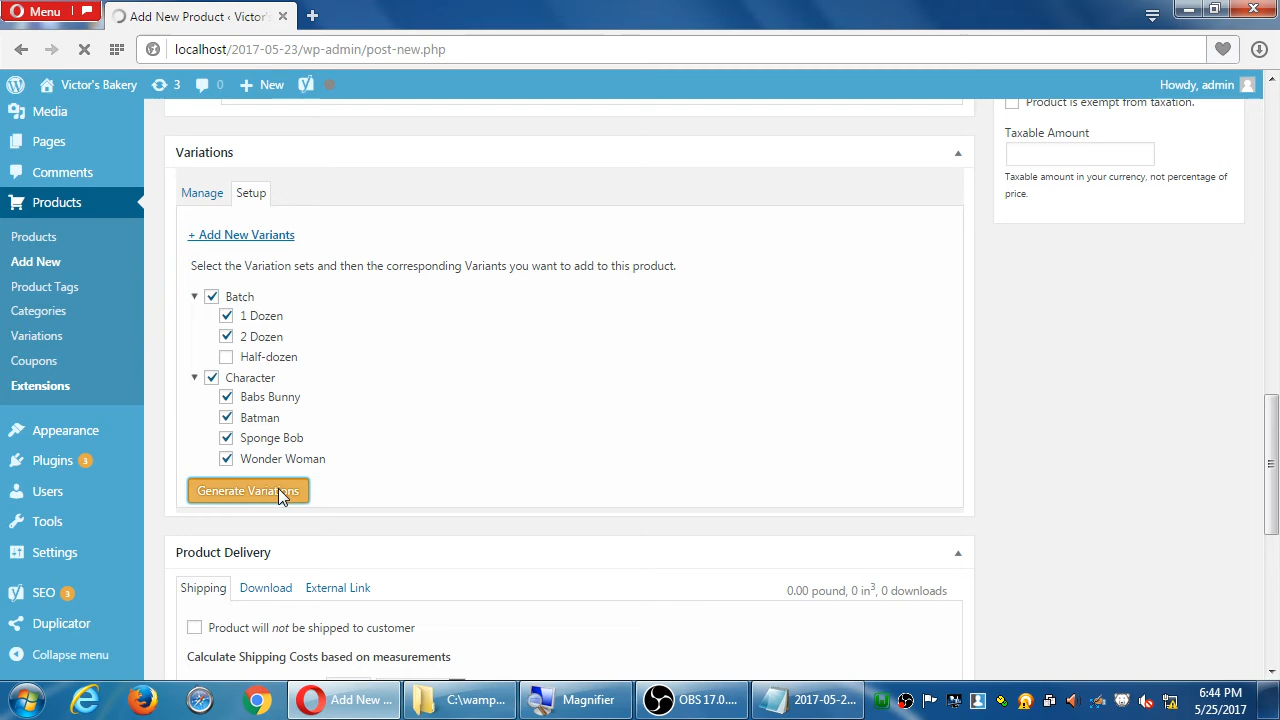 Menu
Add New Product ‹ Victor's
localhost/2017-05-23/wp-admin/post-new.php
Victor's Bakery
3
0
New
Howdy, admin
Media
Pages
Comments
Products
Products
Add New
Product Tags
Categories
Variations
Coupons
Extensions
Appearance
Plugins 3
Users
Tools
Settings
SEO 3
Duplicator
Collapse menu
Variations
Manage
Setup
+ Add New Variants
Select the Variation sets and then the corresponding Variants you want to add to this product.
Batch
1 Dozen
2 Dozen
Half-dozen
Character
Babs Bunny
Batman
Sponge Bob
Wonder Woman
Generate Variations
Product Delivery
Shipping
Download
External Link
0.00 pound, 0 in³, 0 downloads
Product will not be shipped to customer
Calculate Shipping Costs based on measurements
Product is exempt from taxation.
Taxable Amount
Taxable amount in your currency, not percentage of
price.
Add New ...
C:\wamp...
Magnifier
OBS 17.0....
2017-05-2...
6:44 PM
5/25/2017